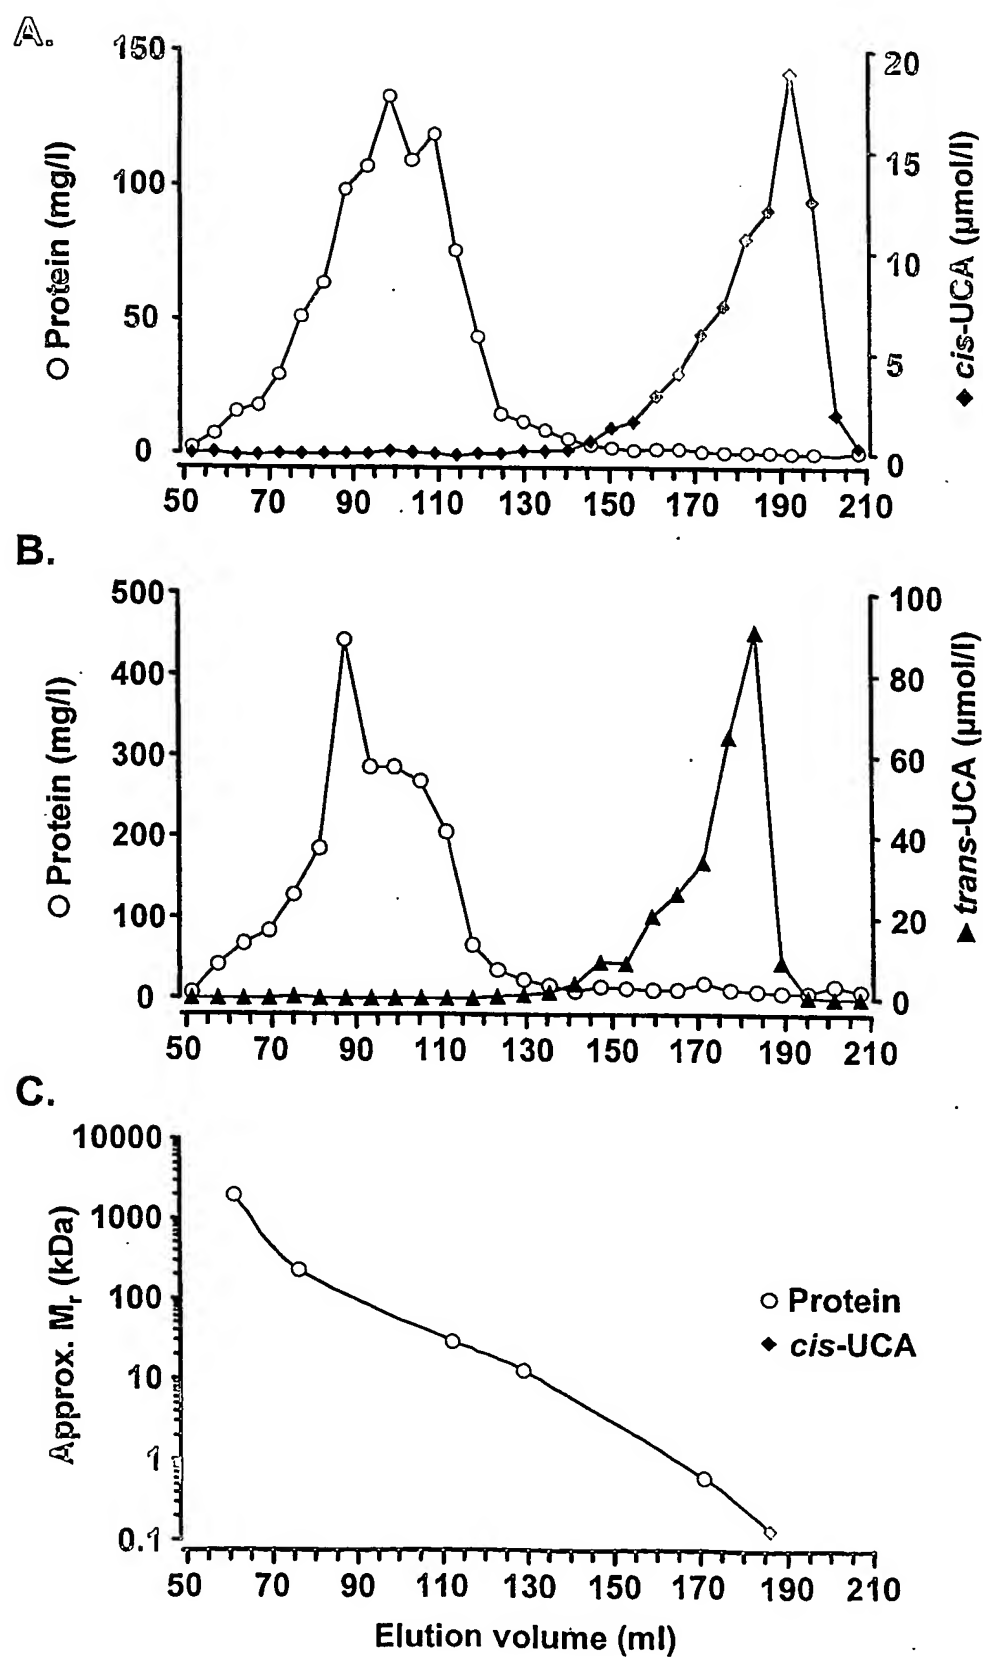 A.
150
100
50
0
Protein (mg/l)
20
15
10
5
0
cis-UCA (µmol/l)
50 70 90 110 130 150 170 190 210
B.
500
400
300
200
100
0
Protein (mg/l)
100
80
60
40
20
0
trans-UCA (µmol/l)
50 70 90 110 130 150 170 190 210
C.
10000
1000
100
10
1
0.1
Approx. Mr (kDa)
Protein
cis-UCA
50 70 90 110 130 150 170 190 210
Elution volume (ml)